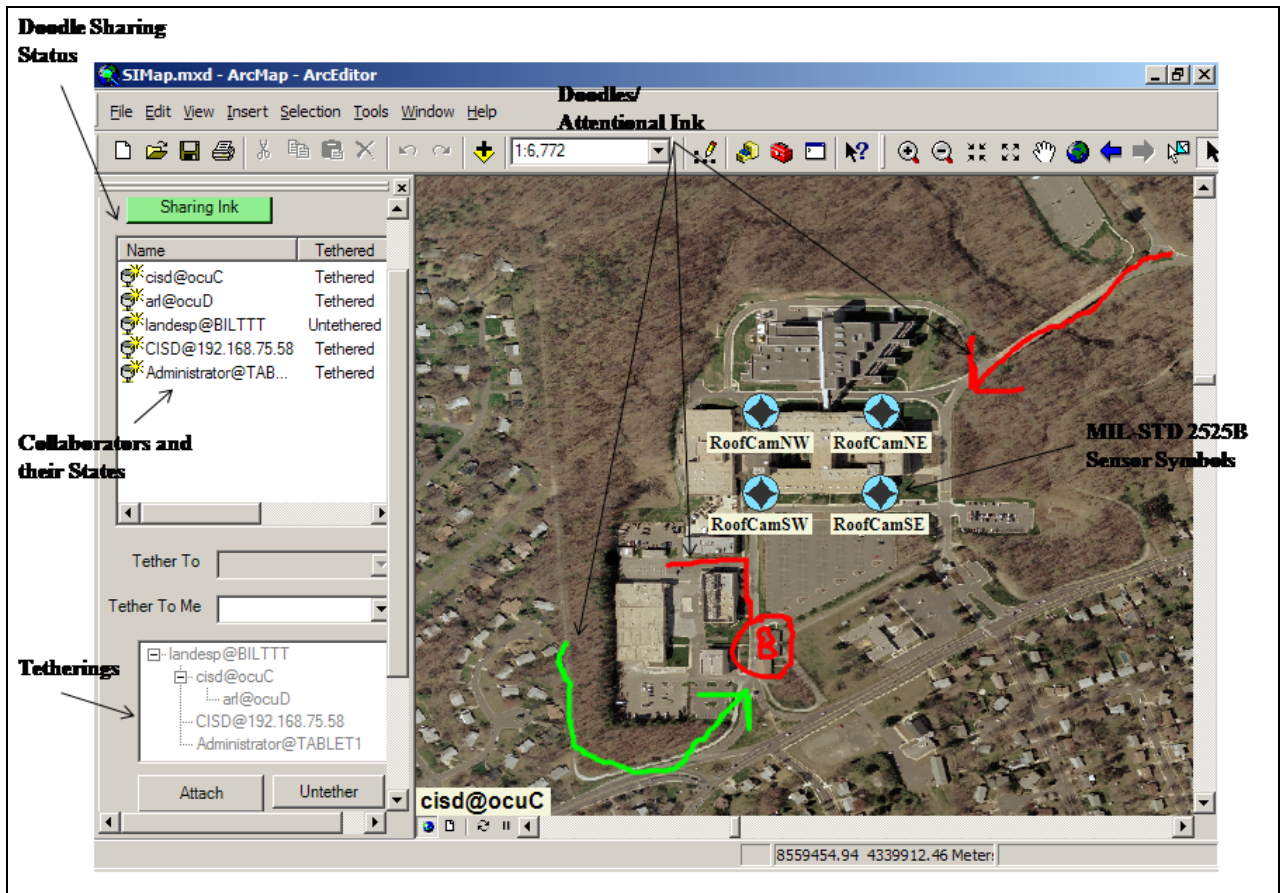 Doodle Sharing
Status
SIMap.mxd - ArcMap - ArcEditor
Doodles/
Attentional Ink
File Edit View Insert Selection Tools Window Help
1:6,772
Sharing Ink
Name Tethered
cisd@ocuC Tethered
arl@ocuD Tethered
landesp@BILTTT Untethered
CISD@192.168.75.58 Tethered
Administrator@TAB... Tethered
Collaborators and
their States
RoofCamNW RoofCamNE
MIL-STD 2525B
Sensor Symbols
RoofCamSW RoofCamSE
Tether To
Tether To Me
Tetherings
landesp@BILTTT
cisd@ocuC
arl@ocuD
CISD@192.168.75.58
Administrator@TABLET1
Attach Untether
cisd@ocuC
8559454.94 4339912.46 Meter: